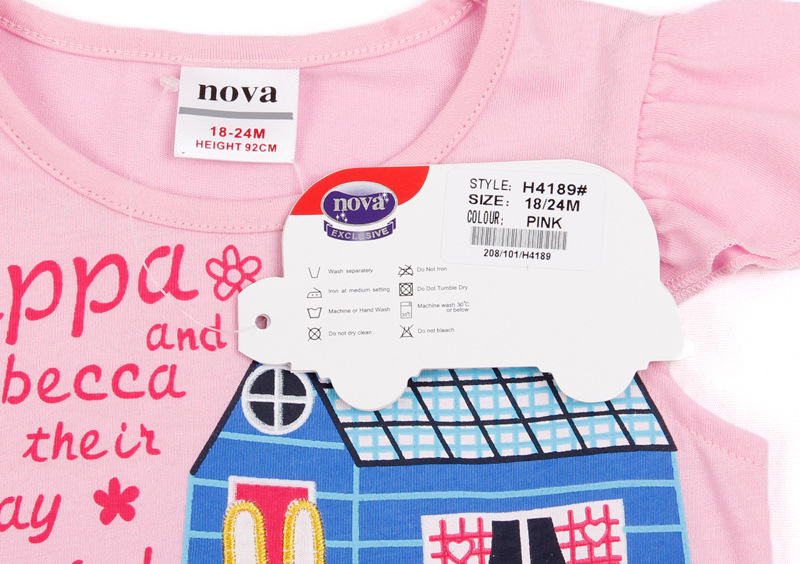 nova
18-24M
HEIGHT 92CM
nova
EXCLUSIVE
STYLE: H4189#
SIZE: 18/24M
COLOUR: PINK
208/101/H4189
Wash separately
Do Not Iron
Iron at medium setting
Do Dot Tumble Dry
Machine or Hand Wash
Machine wash 30°C
or below
30°
Do not dry clean
Do not bleach
ppa
and
becca
their
ay